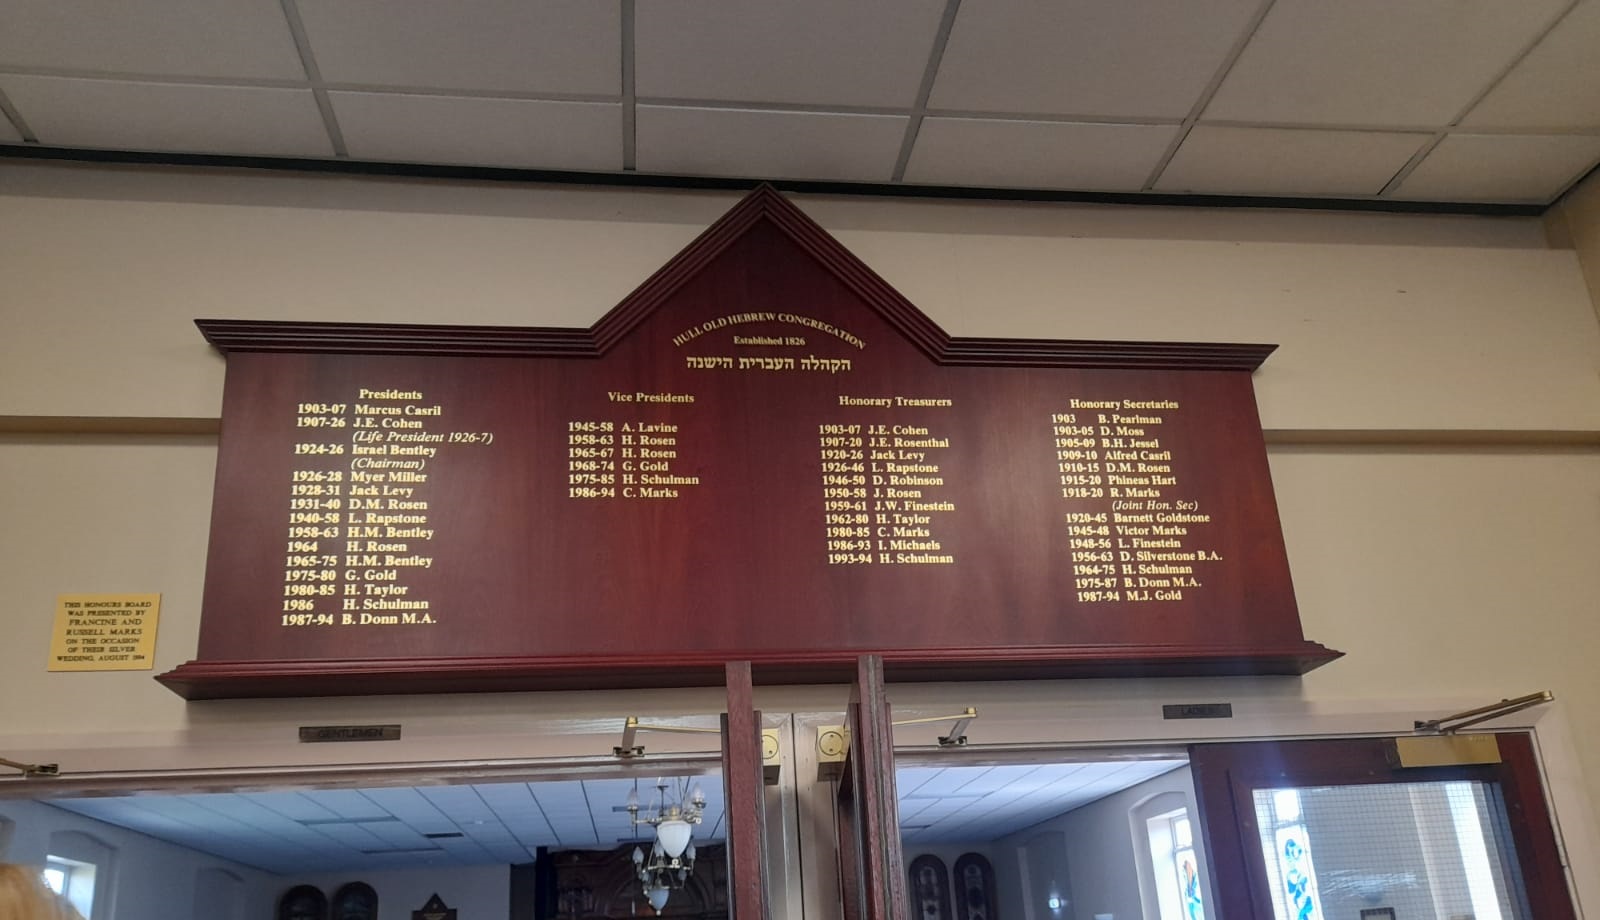 HULL OLD HEBREW CONGREGATION
Established 1826
הקהלה העברית הישנה
Presidents
1903-07 Marcus Casril
1907-26 J.E. Cohen
(Life President 1926-7)
1924-26 Israel Bentley
(Chairman)
1926-28 Myer Miller
1928-31 Jack Levy
1931-40 D.M. Rosen
1940-58 L. Rapstone
1958-63 H.M. Bentley
1964 H. Rosen
1965-75 H.M. Bentley
1975-80 G. Gold
1980-85 H. Taylor
1986 H. Schulman
1987-94 B. Donn M.A.
Vice Presidents
1945-58 A. Lavine
1958-63 H. Rosen
1965-67 H. Rosen
1968-74 G. Gold
1975-85 H. Schulman
1986-94 C. Marks
Honorary Treasurers
1903-07 J.E. Cohen
1907-20 J.E. Rosenthal
1920-26 Jack Levy
1926-46 L. Rapstone
1946-50 D. Robinson
1950-58 J. Rosen
1959-61 J.W. Finestein
1962-80 H. Taylor
1980-85 C. Marks
1986-93 I. Michaels
1993-94 H. Schulman
Honorary Secretaries
1903 B. Pearlman
1903-05 D. Moss
1905-09 B.H. Jessel
1909-10 Alfred Casril
1910-15 D.M. Rosen
1915-20 Phineas Hart
1918-20 R. Marks
(Joint Hon. Sec)
1920-45 Barnett Goldstone
1945-48 Victor Marks
1948-56 L. Finestein
1956-63 D. Silverstone B.A.
1964-75 H. Schulman
1975-87 B. Donn M.A.
1987-94 M.J. Gold
THIS HONOURS BOARD
WAS PRESENTED BY
FRANCINE AND
RUSSELL MARKS
ON THE OCCASION
OF THEIR SILVER
WEDDING, AUGUST 1994
GENTLEMEN
LADIES